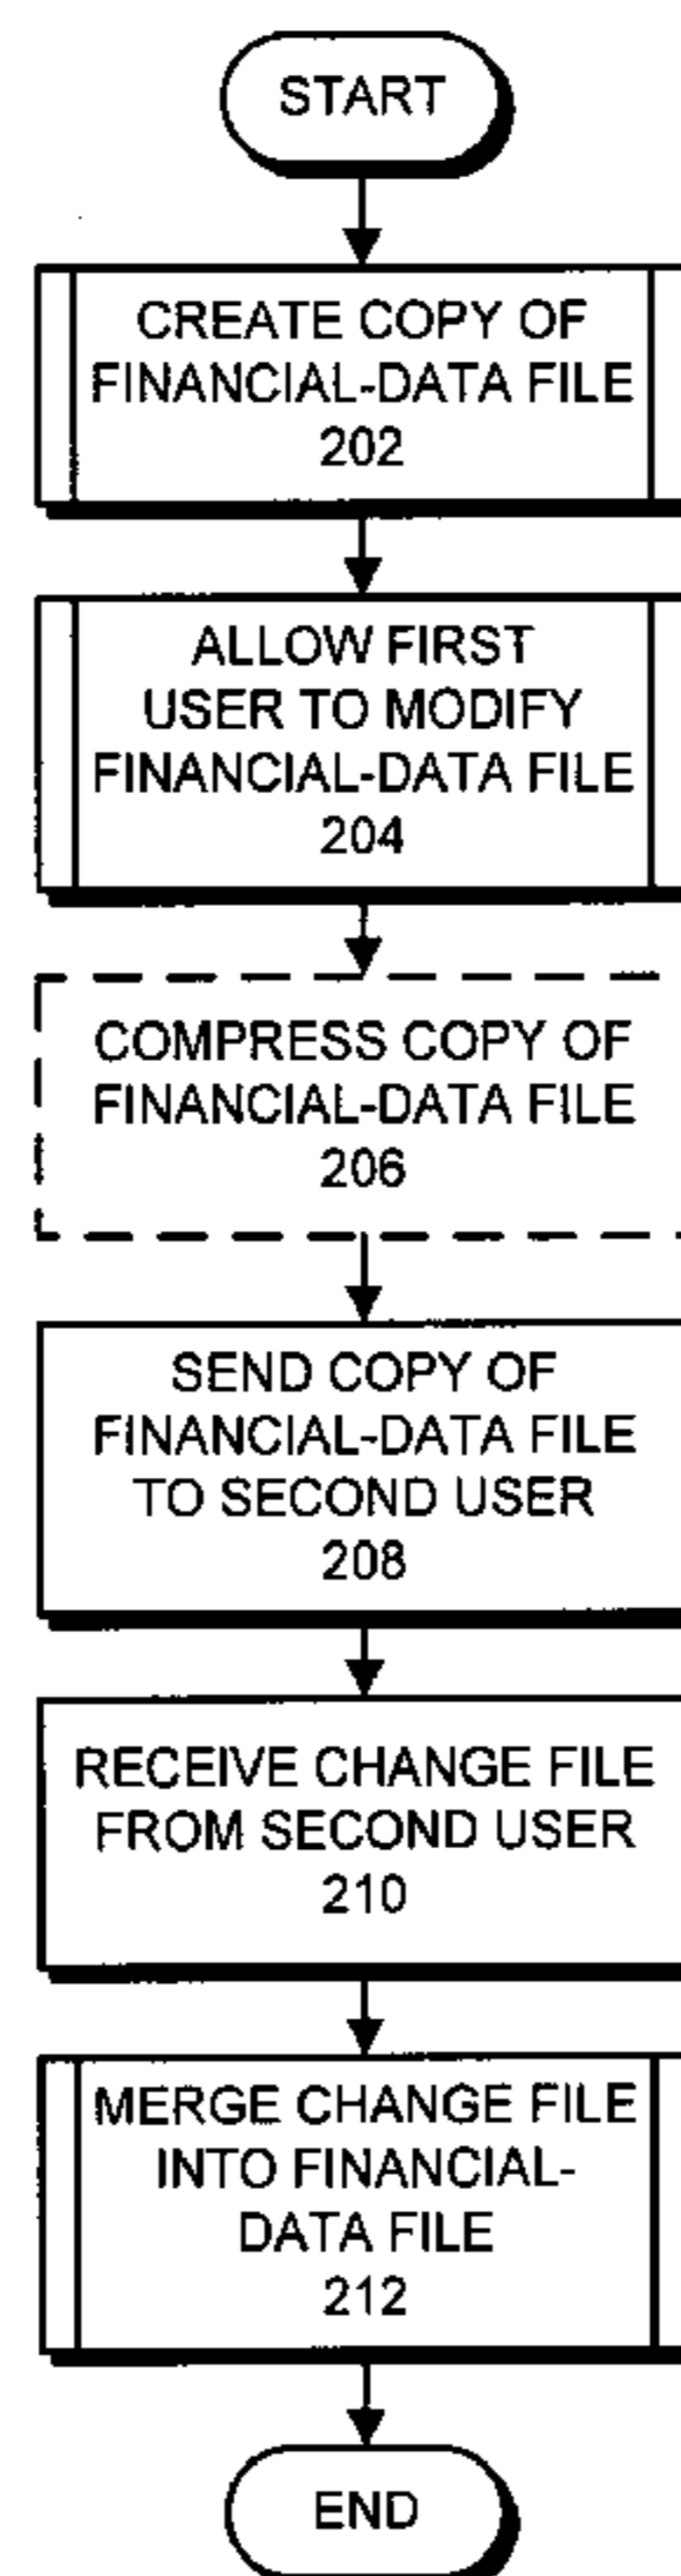 START
CREATE COPY OF
FINANCIAL-DATA FILE
202
ALLOW FIRST
USER TO MODIFY
FINANCIAL-DATA FILE
204
COMPRESS COPY OF
FINANCIAL-DATA FILE
206
SEND COPY OF
FINANCIAL-DATA FILE
TO SECOND USER
208
RECEIVE CHANGE FILE
FROM SECOND USER
210
MERGE CHANGE FILE
INTO FINANCIAL-
DATA FILE
212
END